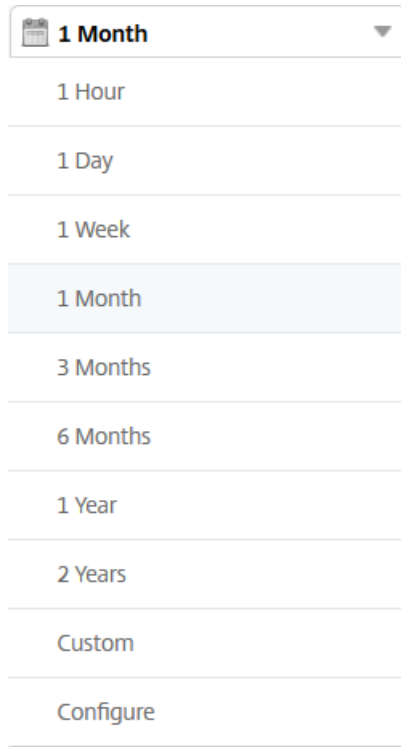 1 Month
1 Hour
1 Day
1 Week
1 Month
3 Months
6 Months
1 Year
2 Years
Custom
Configure